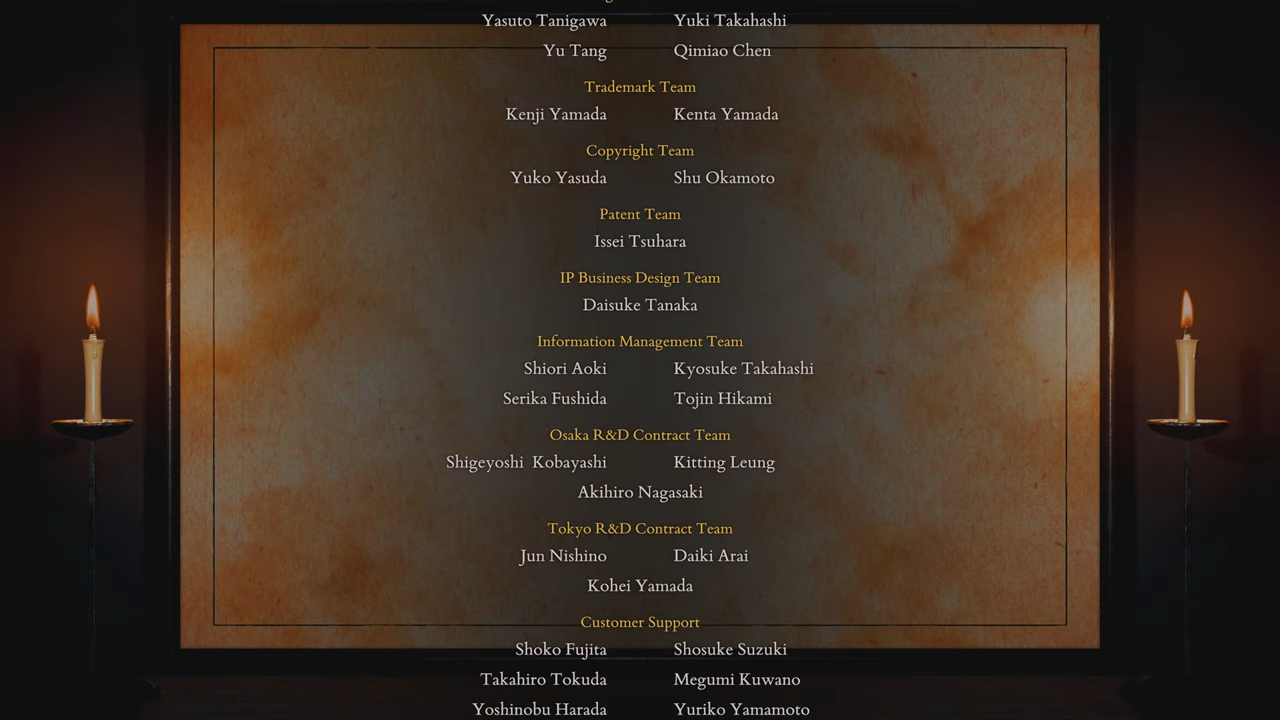 Yasuto Tanigawa Yuki Takahashi
Yu Tang Qimiao Chen
Trademark Team
Kenji Yamada Kenta Yamada
Copyright Team
Yuko Yasuda Shu Okamoto
Patent Team
Issei Tsuhara
IP Business Design Team
Daisuke Tanaka
Information Management Team
Shiori Aoki Kyosuke Takahashi
Serika Fushida Tojin Hikami
Osaka R&D Contract Team
Shigeyoshi Kobayashi Kitting Leung
Akihiro Nagasaki
Tokyo R&D Contract Team
Jun Nishino Daiki Arai
Kohei Yamada
Customer Support
Shoko Fujita Shosuke Suzuki
Takahiro Tokuda Megumi Kuwano
Yoshinobu Harada Yuriko Yamamoto